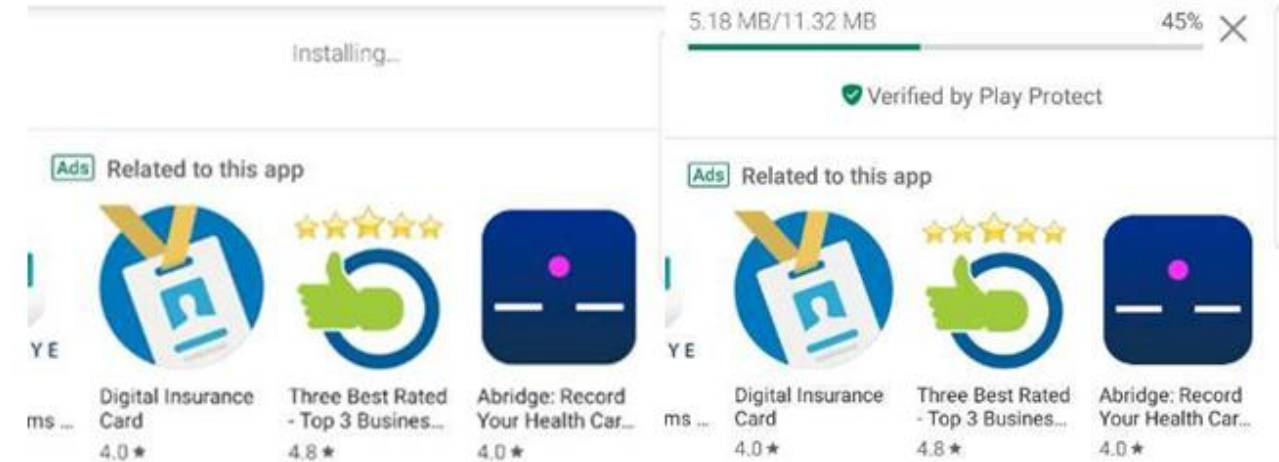 Installing...
Ads Related to this app
Y E
ms ...
Digital Insurance
Card
4.0 ★
Three Best Rated
- Top 3 Busines...
4.8 ★
Abridge: Record
Your Health Car...
4.0 ★
5.18 MB/11.32 MB 45%
Verified by Play Protect
Ads Related to this app
Y E
ms ...
Digital Insurance
Card
4.0 ★
Three Best Rated
- Top 3 Busines...
4.8 ★
Abridge: Record
Your Health Car...
4.0 ★